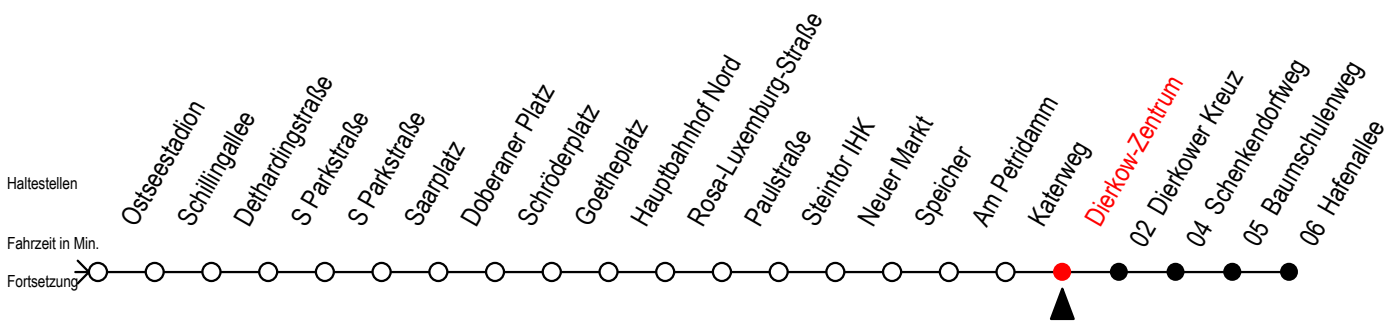 Haltestellen
Ostseestadion
Schillingallee
Dethardingstraße
S Parkstraße
S Parkstraße
Saarplatz
Doberaner Platz
Schröderplatz
Goetheplatz
Hauptbahnhof Nord
Rosa-Luxemburg-Straße
Paulstraße
Steintor IHK
Neuer Markt
Speicher
Am Petridamm
Katerweg
Dierkow-Zentrum
02 Dierkower Kreuz
04 Schenkendorfweg
05 Baumschulenweg
06 Hafenallee
Fahrzeit in Min.
Fortsetzung